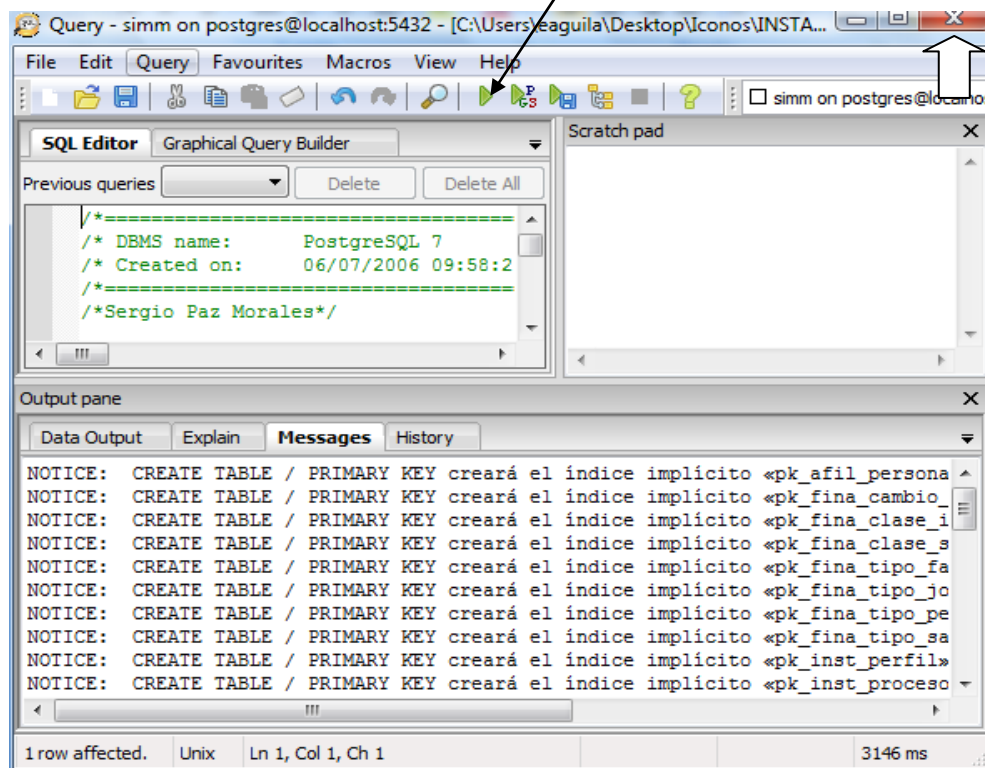 Query - simm on postgres@localhost:5432 - [C:\Users\eaguila\Desktop\Iconos\INSTA...
File Edit Query Favourites Macros View Help
simm on postgres@localhos
SQL Editor Graphical Query Builder
Scratch pad
Previous queries Delete Delete All
/*===================================
/* DBMS name: PostgreSQL 7
/* Created on: 06/07/2006 09:58:2
/*===================================
/*Sergio Paz Morales*/
Output pane
Data Output Explain Messages History
NOTICE: CREATE TABLE / PRIMARY KEY creará el índice implícito «pk_afil_persona
NOTICE: CREATE TABLE / PRIMARY KEY creará el índice implícito «pk_fina_cambio_
NOTICE: CREATE TABLE / PRIMARY KEY creará el índice implícito «pk_fina_clase_i
NOTICE: CREATE TABLE / PRIMARY KEY creará el índice implícito «pk_fina_clase_s
NOTICE: CREATE TABLE / PRIMARY KEY creará el índice implícito «pk_fina_tipo_fa
NOTICE: CREATE TABLE / PRIMARY KEY creará el índice implícito «pk_fina_tipo_jo
NOTICE: CREATE TABLE / PRIMARY KEY creará el índice implícito «pk_fina_tipo_pe
NOTICE: CREATE TABLE / PRIMARY KEY creará el índice implícito «pk_fina_tipo_sa
NOTICE: CREATE TABLE / PRIMARY KEY creará el índice implícito «pk_inst_perfil»
NOTICE: CREATE TABLE / PRIMARY KEY creará el índice implícito «pk_inst_proceso
1 row affected. Unix Ln 1, Col 1, Ch 1 3146 ms